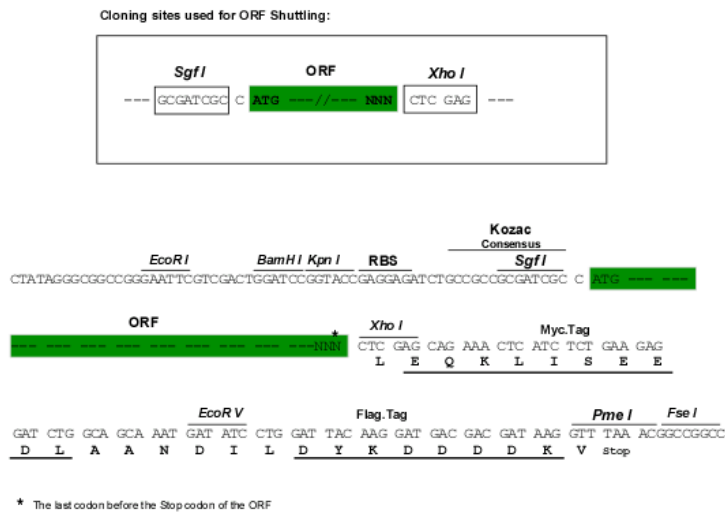 Cloning sites used for ORF Shuttling:
Sgf I ORF Xho I
--- GCGATCGC C ATG ---//--- NNN CTC GAG ---
Kozac
Consensus
EcoR I BamH I Kpn I RBS Sgf I
CTATAGGGCGGCCGGGAATTCGTCGACTGGATCCGGTACCGAGGAGATCTGCCGCCGCGATCGC C ATG --- ---
ORF * Xho I Myc.Tag
--- --- --- --- --- --- --- --- ---NNN CTC GAG CAG AAA CTC ATC TCT GAA GAG
L E Q K L I S E E
EcoR V Flag.Tag Pme I Fse I
GAT CTG GCA GCA AAT GAT ATC CTG GAT TAC AAG GAT GAC GAC GAT AAG GTT TAA ACGGCCGGCC
D L A A N D I L D Y K D D D D K V Stop
* The last codon before the Stop codon of the ORF